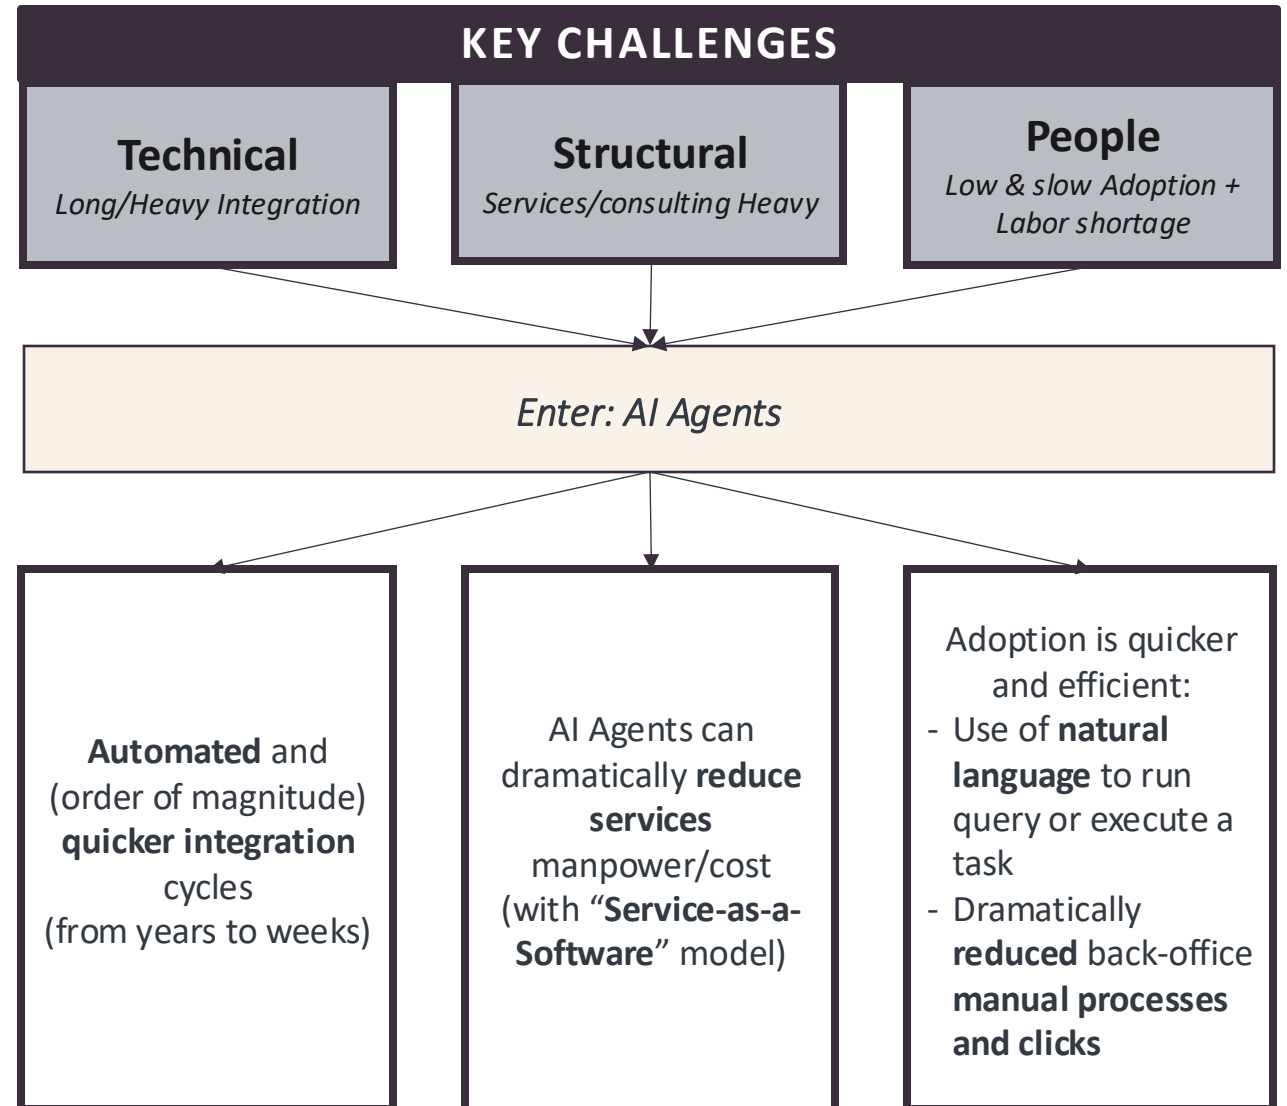 KEY CHALLENGES
Technical
Long/Heavy Integration
Structural
Services/consulting Heavy
People
Low & slow Adoption +
Labor shortage
Enter: AI Agents
Automated and
(order of magnitude)
quicker integration
cycles
(from years to weeks)
AI Agents can
dramatically reduce
services
manpower/cost
(with “Service-as-a-
Software” model)
Adoption is quicker
and efficient:
- Use of natural
language to run
query or execute a
task
- Dramatically
reduced back-office
manual processes
and clicks